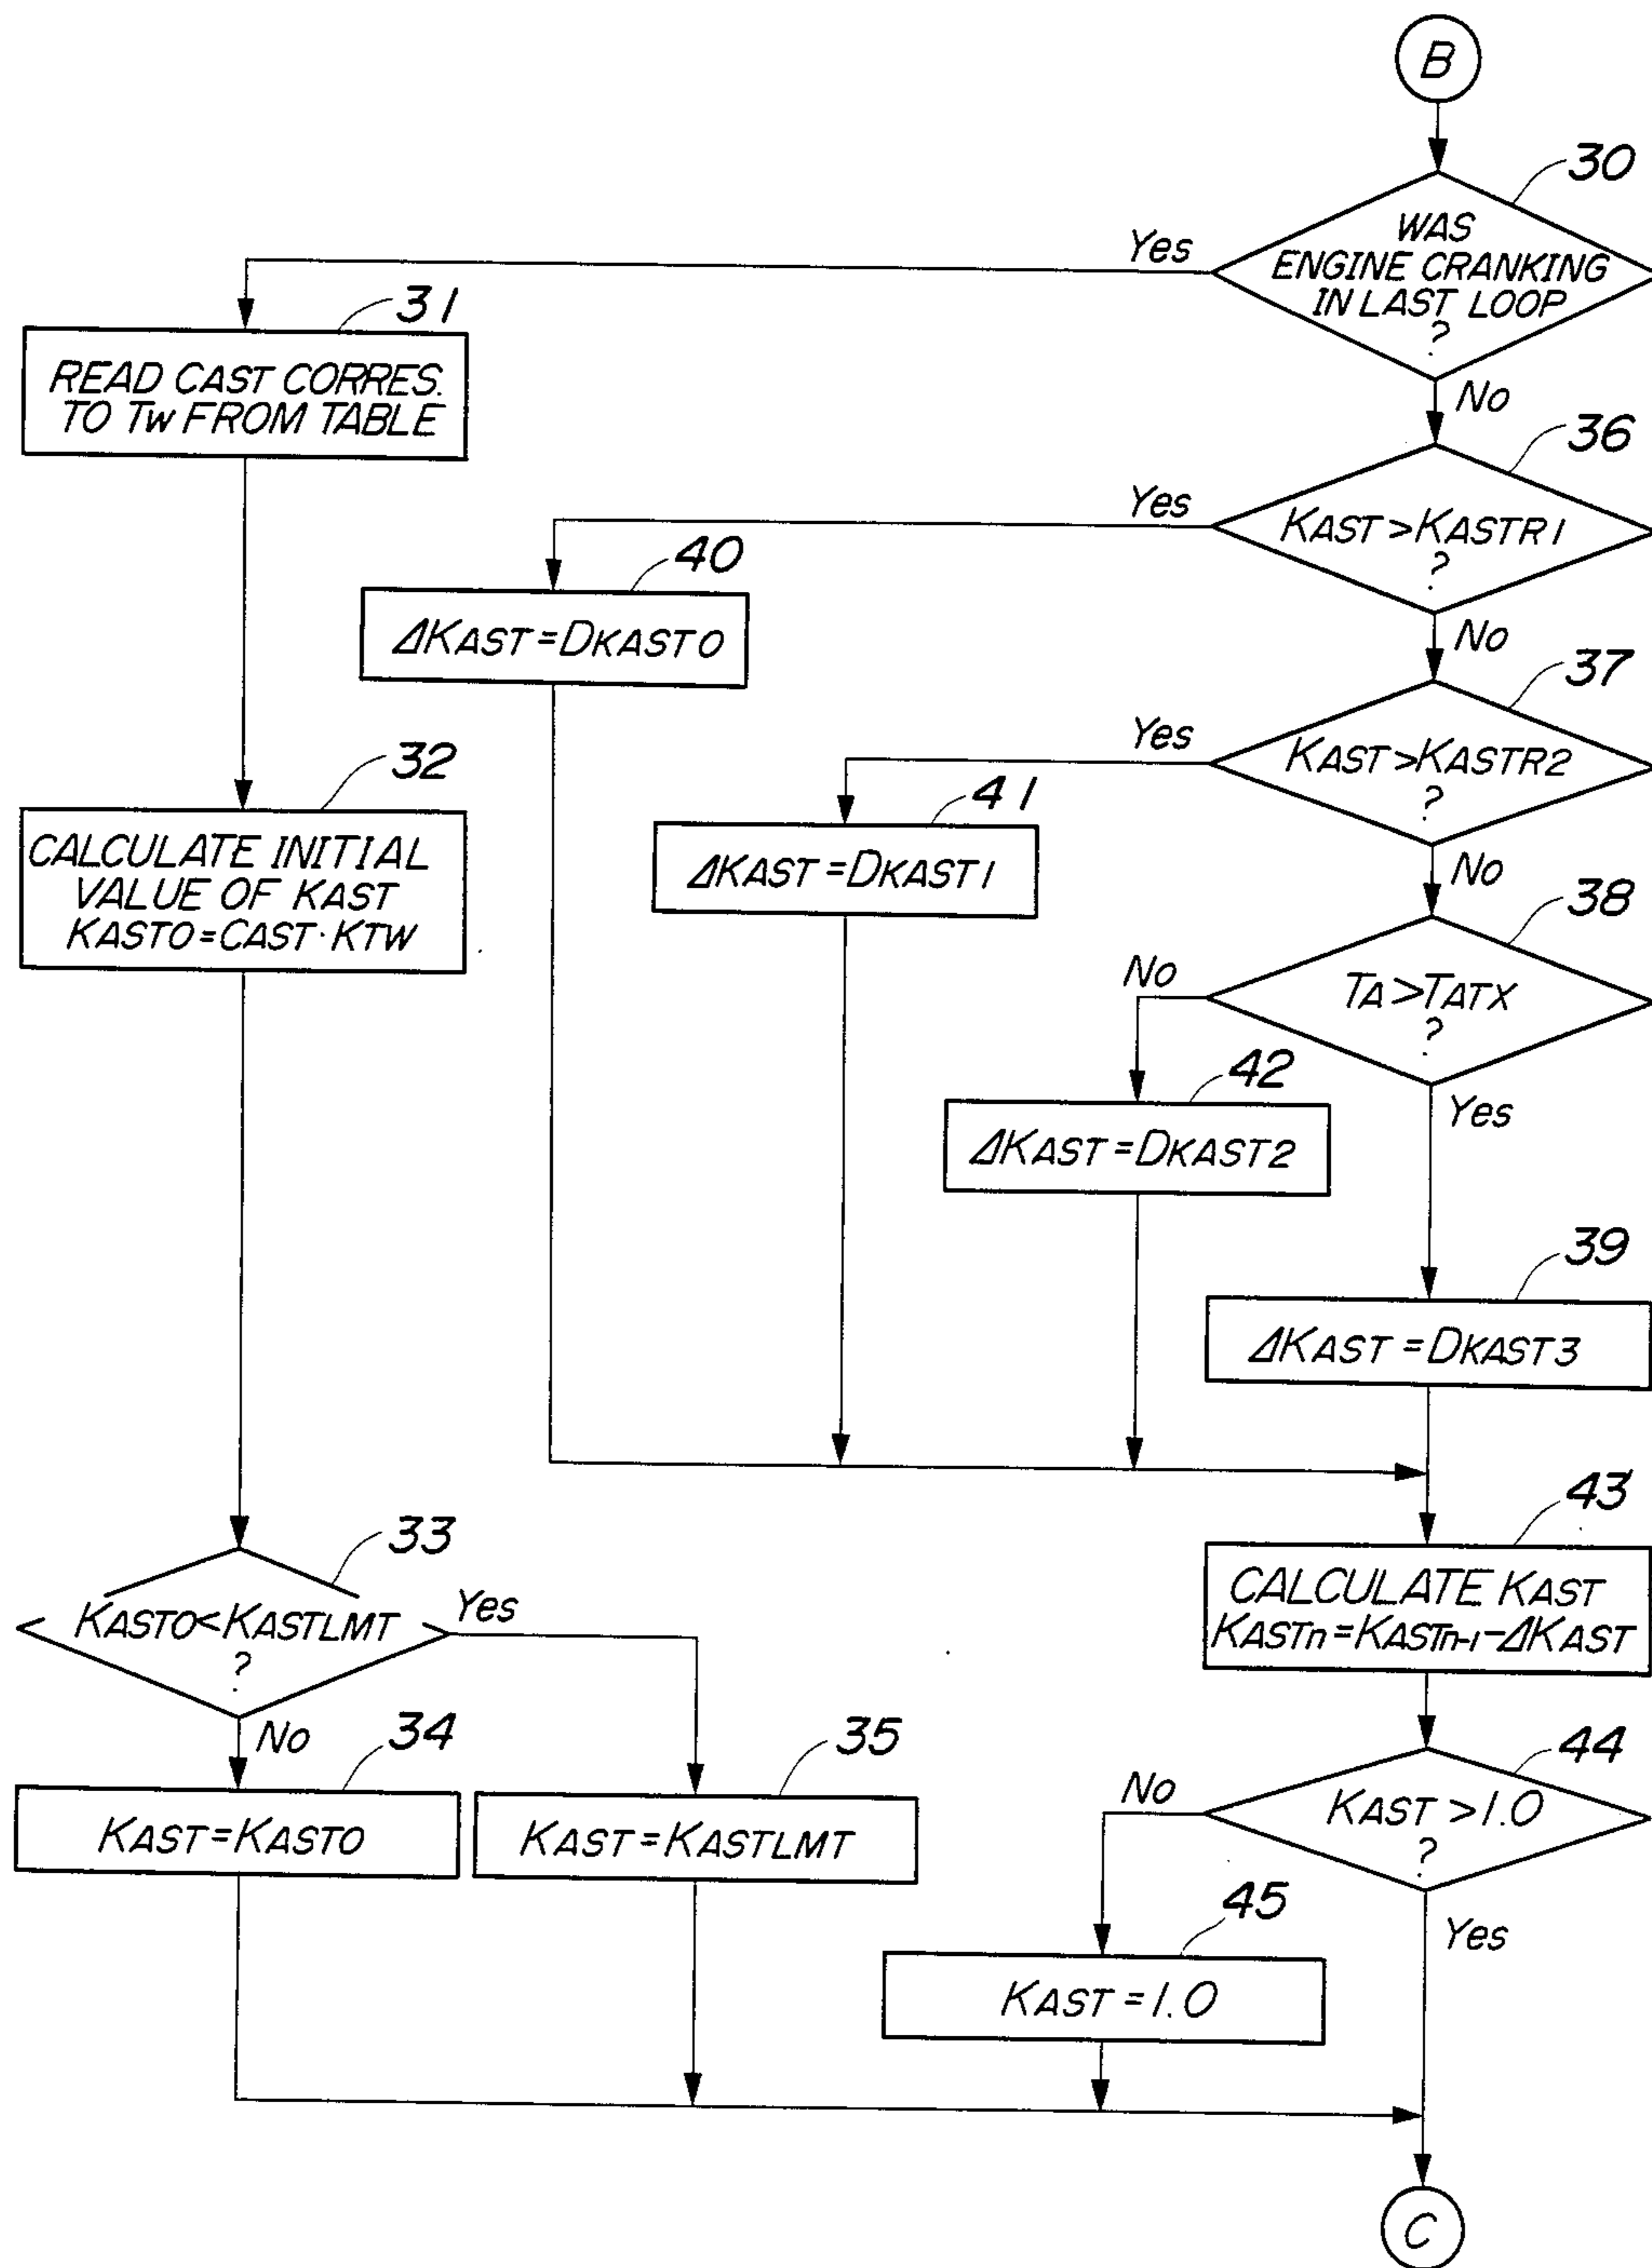 B
30
WAS
ENGINE CRANKING
IN LAST LOOP
?
Yes
No
31
READ CAST CORRES.
TO TW FROM TABLE
36
KAST>KASTR1
?
Yes
No
40
ΔKAST=DKAST0
37
KAST>KASTR2
?
Yes
No
32
CALCULATE INITIAL
VALUE OF KAST
KAST0=CAST·KTW
41
ΔKAST=DKAST1
38
TA>TATX
?
No
Yes
42
ΔKAST=DKAST2
39
ΔKAST=DKAST3
33
KAST0<KASTLMT
?
Yes
No
43
CALCULATE KAST
KASTn=KASTn-1-ΔKAST
34
KAST=KAST0
35
KAST=KASTLMT
44
KAST>1.0
?
No
Yes
45
KAST=1.0
C